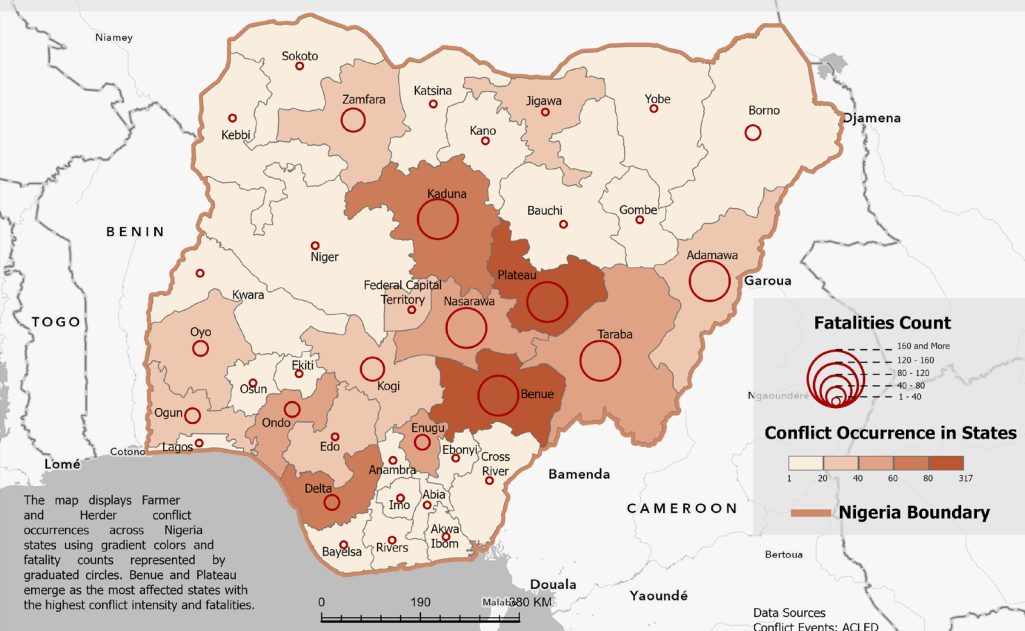 Niamey
Sokoto
Katsina
Zamfara
Jigawa
Yobe
Borno
Djamena
Kebbi
Kano
Kaduna
Bauchi
Gombe
BENIN
Niger
Plateau
Adamawa
Garoua
Federal Capital
Territory
Nasarawa
Kwara
TOGO
Oyo
Taraba
Ekiti
Osun
Kogi
Benue
Ogun
Ondo
Enugu
Edo
Lagos
Cotono
Lomé
Anambra
Ebonyi
Cross
River
Delta
Imo
Abia
Akwa
Ibom
Bayelsa
Rivers
Bamenda
CAMEROON
Bertoua
Douala
Yaoundé
Malabo
Ngaoundéré
Fatalities Count
160 and More
120 - 160
80 - 120
40 - 80
1 - 40
Conflict Occurrence in States
1 20 40 60 80 317
Nigeria Boundary
The map displays Farmer
and Herder conflict
occurrences across Nigeria
states using gradient colors and
fatality counts represented by
graduated circles. Benue and Plateau
emerge as the most affected states with
the highest conflict intensity and fatalities.
0 190 380 KM
Data Sources
Conflict Events: ACLED